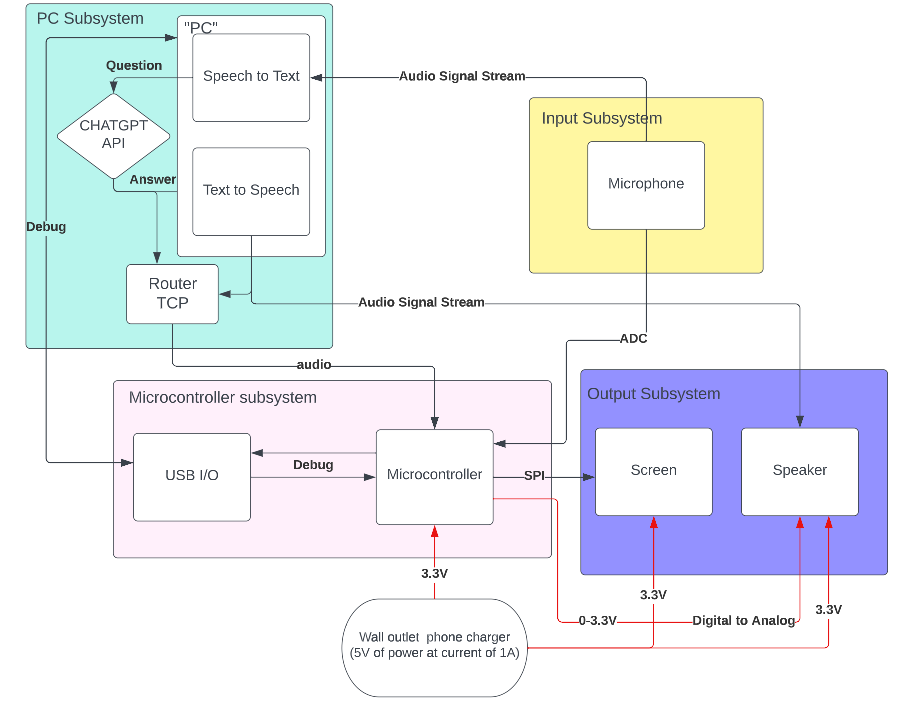 PC Subsystem
"PC"
Speech to Text
Question
CHATGPT
API
Answer
Text to Speech
Debug
Router
TCP
Audio Signal Stream
Input Subsystem
Microphone
Audio Signal Stream
ADC
audio
Microcontroller subsystem
USB I/O
Debug
Microcontroller
SPI
Output Subsystem
Screen
Speaker
3.3V
3.3V
3.3V
0-3.3V
Digital to Analog
Wall outlet  phone charger
(5V of power at current of 1A)